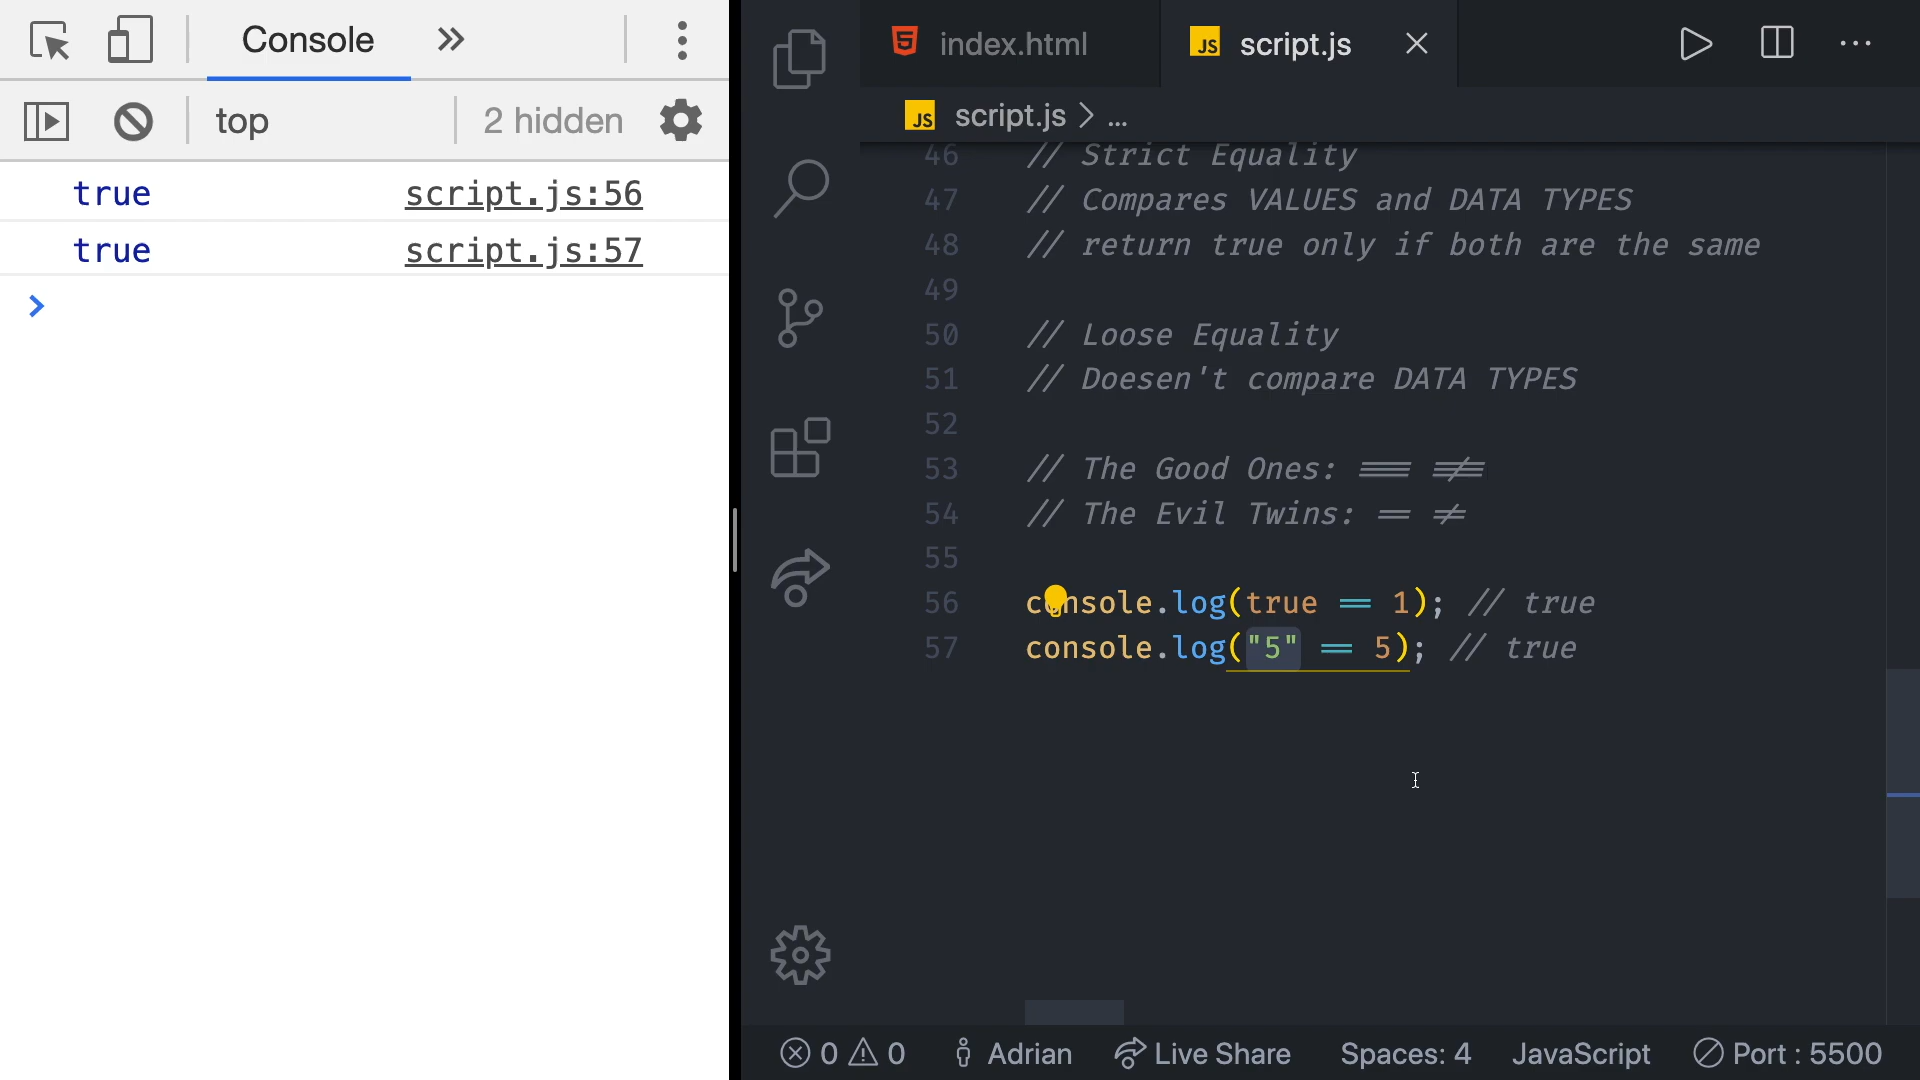 Console
top
2 hidden
true script.js:56
true script.js:57
index.html
JS script.js
JS script.js > ...
46 // Strict Equality
47 // Compares VALUES and DATA TYPES
48 // return true only if both are the same
49
50 // Loose Equality
51 // Doesen't compare DATA TYPES
52
53 // The Good Ones: === !==
54 // The Evil Twins: == !=
55
56 console.log(true == 1); // true
57 console.log("5" == 5); // true
0 0 Adrian Live Share Spaces: 4 JavaScript Port : 5500